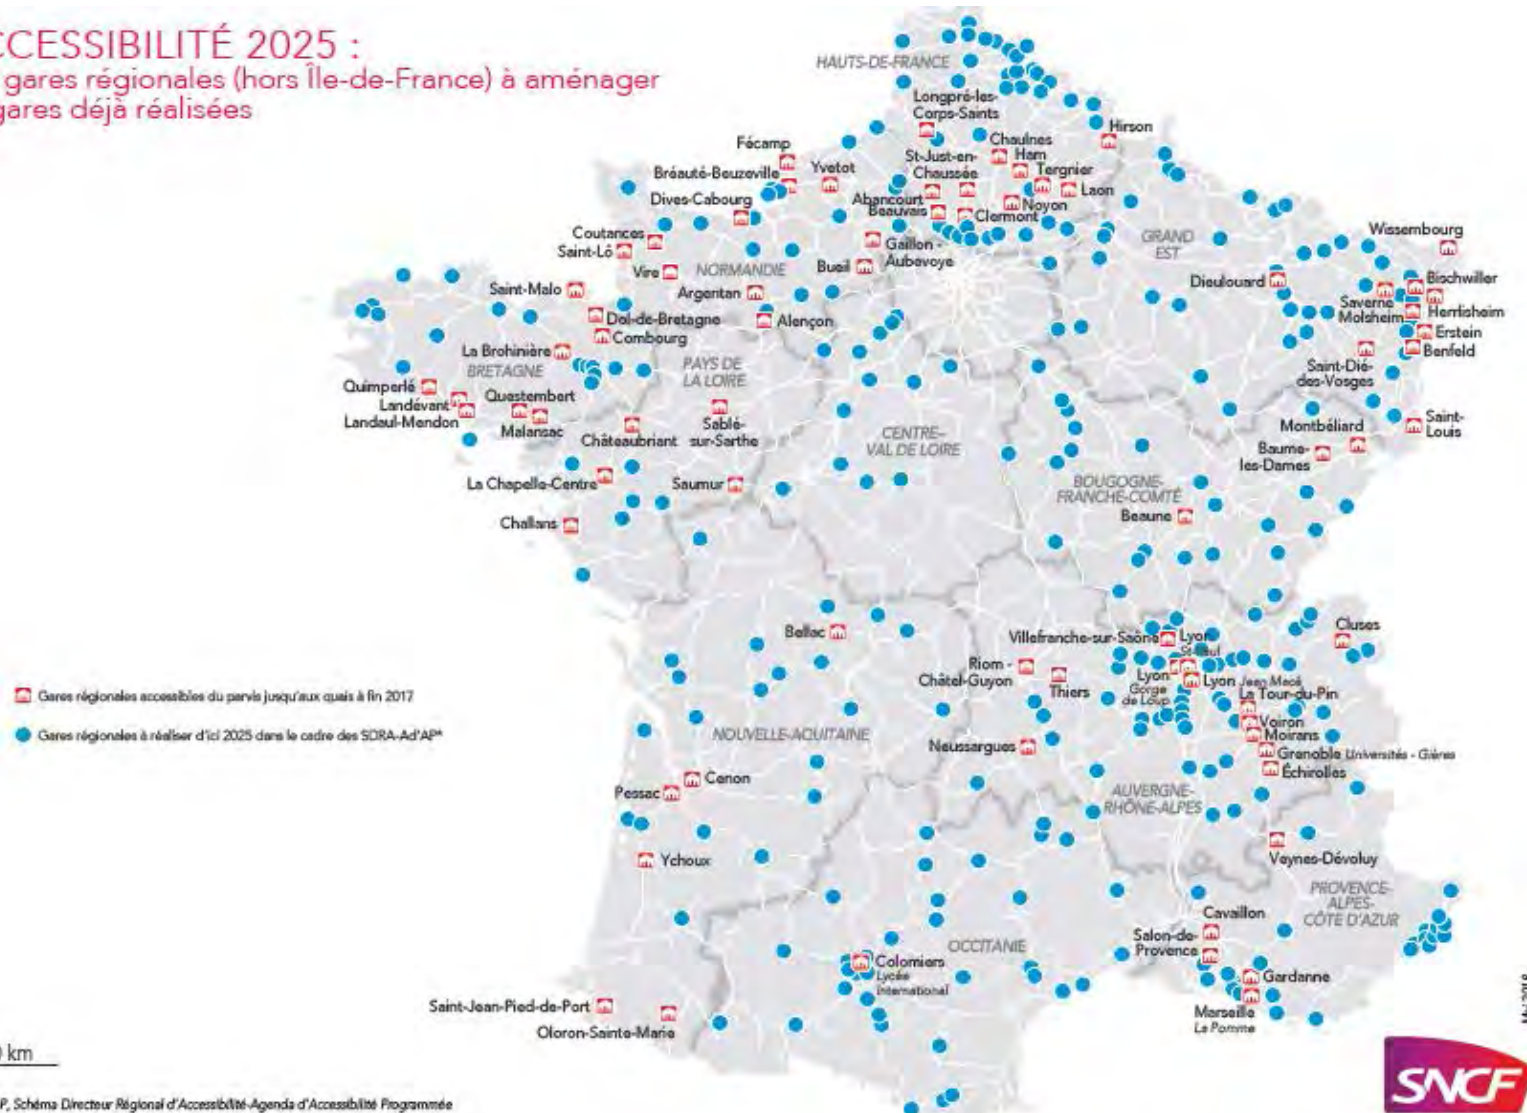 CCESSIBILITÉ 2025 :
gares régionales (hors Île-de-France) à aménager
gares déjà réalisées
HAUTS-DE-FRANCE
Longpré-les-
Corps-Saints
Hirson
Fécamp
Chaulnes
St-Just-en-
Chaussée
Ham
Bréauté-Beuzeville
Yvetot
Tergnier
Laon
Dives-Cabourg
Abancourt
Beauvais
Noyon
Clermont
Coutances
Saint-Lô
Gaillon -
Aubevoye
GRAND
EST
Wissembourg
Vire
NORMANDIE
Bueil
Dieulouard
Bischwiller
Saint-Malo
Argentan
Saverne
Molsheim
Herrlisheim
Dol-de-Bretagne
Alençon
Erstein
Combourg
Benfeld
La Brohinière
BRETAGNE
PAYS DE
LA LOIRE
Saint-Dié-
des-Vosges
Quimperlé
Landévant
Landaul-Mendon
Questembert
Malansac
Châteaubriant
Sablé-
sur-Sarthe
CENTRE-
VAL DE LOIRE
Montbéliard
Saint-
Louis
Baume-
les-Dames
La Chapelle-Centre
Saumur
BOUGOGNE-
FRANCHE-COMTÉ
Beaune
Challans
Bellac
Villefranche-sur-Saône
Lyon
St-Paul
Cluses
Riom -
Châtel-Guyon
Thiers
Lyon
Gorge
de Loup
Lyon Jean Macé
La Tour-du-Pin
Gares régionales accessibles du parvis jusqu'aux quais à fin 2017
Gares régionales à réaliser d'ici 2025 dans le cadre des SDRA-Ad'AP*
NOUVELLE-AQUITAINE
Neussargues
Voiron
Moirans
Grenoble Universités - Gières
Échirolles
Cenon
Pessac
AUVERGNE-
RHÔNE-ALPES
Ychoux
Veynes-Dévoluy
PROVENCE-
ALPES-
CÔTE D'AZUR
Cavaillon
Salon-de-
Provence
OCCITANIE
Colomiers
Lycée
International
Gardanne
Saint-Jean-Pied-de-Port
Oloron-Sainte-Marie
Marseille
La Pomme
km
SNCF
P, Schéma Directeur Régional d'Accessibilité-Agenda d'Accessibilité Programmée